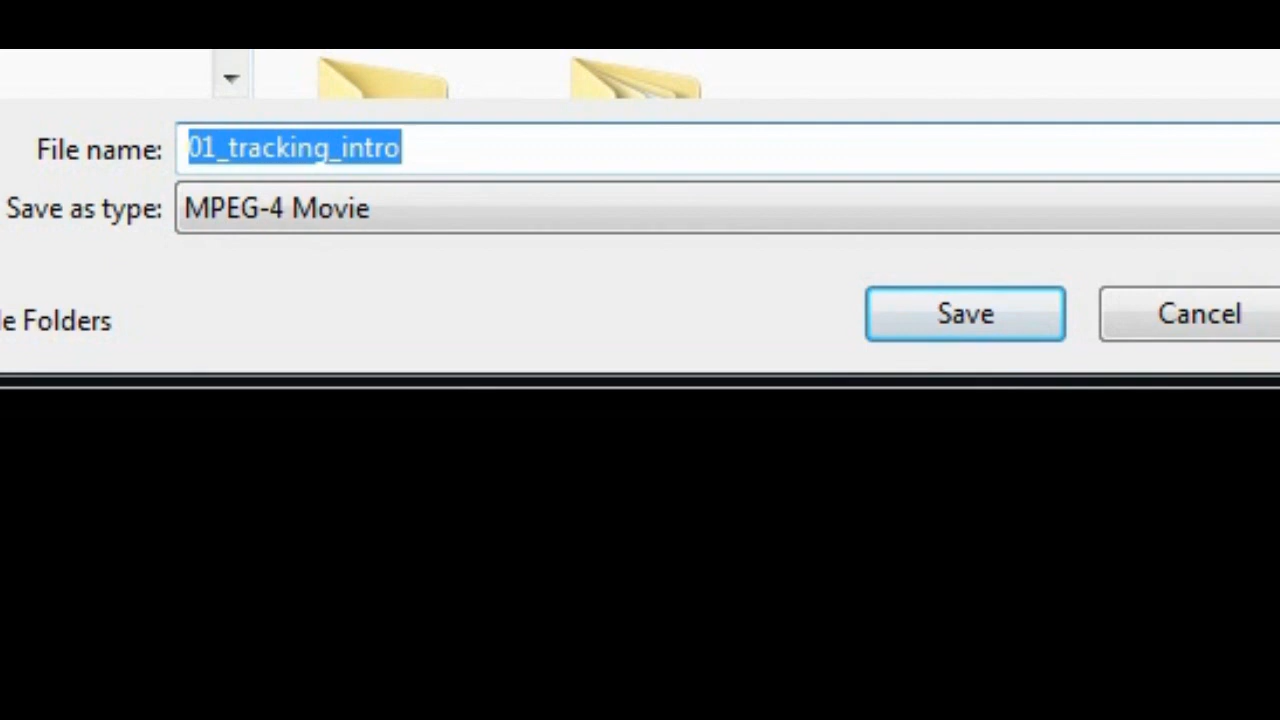 File name: 01_tracking_intro
Save as type: MPEG-4 Movie
Folders
Save Cancel